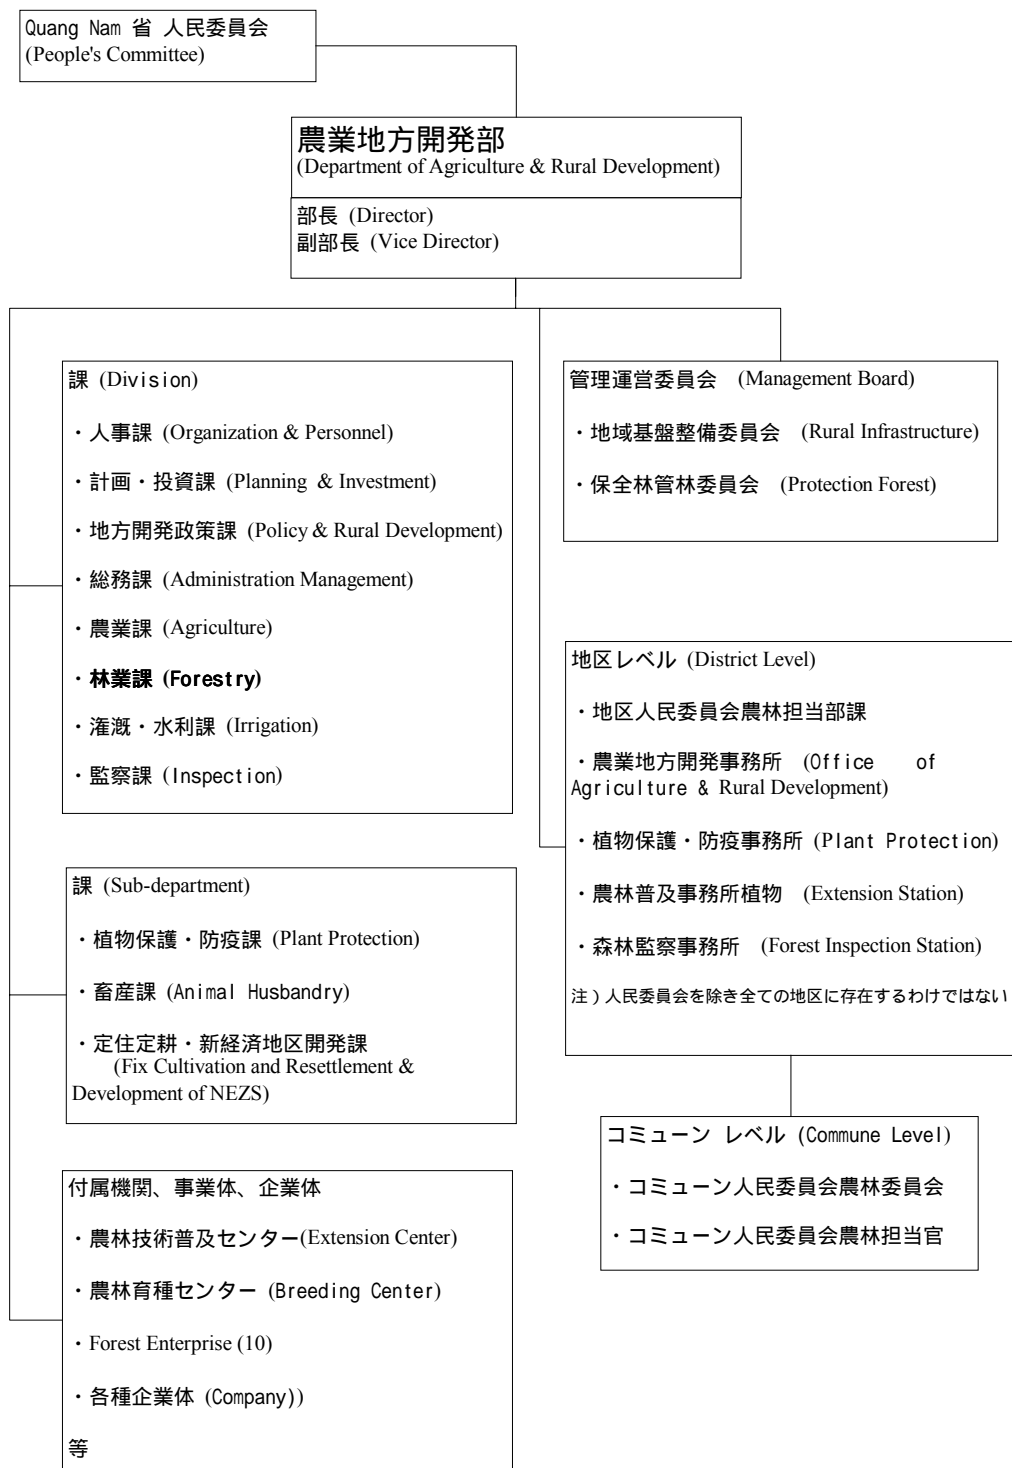 Quang Nam 省 人民委員会
(People's Committee)
農業地方開発部
(Department of Agriculture & Rural Development)
部長 (Director)
副部長 (Vice Director)
課 (Division)
・人事課 (Organization & Personnel)
・計画・投資課 (Planning & Investment)
・地方開発政策課 (Policy & Rural Development)
・総務課 (Administration Management)
・農業課 (Agriculture)
・林業課 (Forestry)
・潅漑・水利課 (Irrigation)
・監察課 (Inspection)
課 (Sub-department)
・植物保護・防疫課 (Plant Protection)
・畜産課 (Animal Husbandry)
・定住定耕・新経済地区開発課
(Fix Cultivation and Resettlement &
Development of NEZS)
付属機関、事業体、企業体
・農林技術普及センター(Extension Center)
・農林育種センター (Breeding Center)
・Forest Enterprise (10)
・各種企業体 (Company))
等
管理運営委員会 (Management Board)
・地域基盤整備委員会 (Rural Infrastructure)
・保全林管林委員会 (Protection Forest)
地区レベル (District Level)
・地区人民委員会農林担当部課
・農業地方開発事務所 (Office of
Agriculture & Rural Development)
・植物保護・防疫事務所 (Plant Protection)
・農林普及事務所植物 (Extension Station)
・森林監察事務所 (Forest Inspection Station)
注）人民委員会を除き全ての地区に存在するわけではない
コミューン レベル (Commune Level)
・コミューン人民委員会農林委員会
・コミューン人民委員会農林担当官